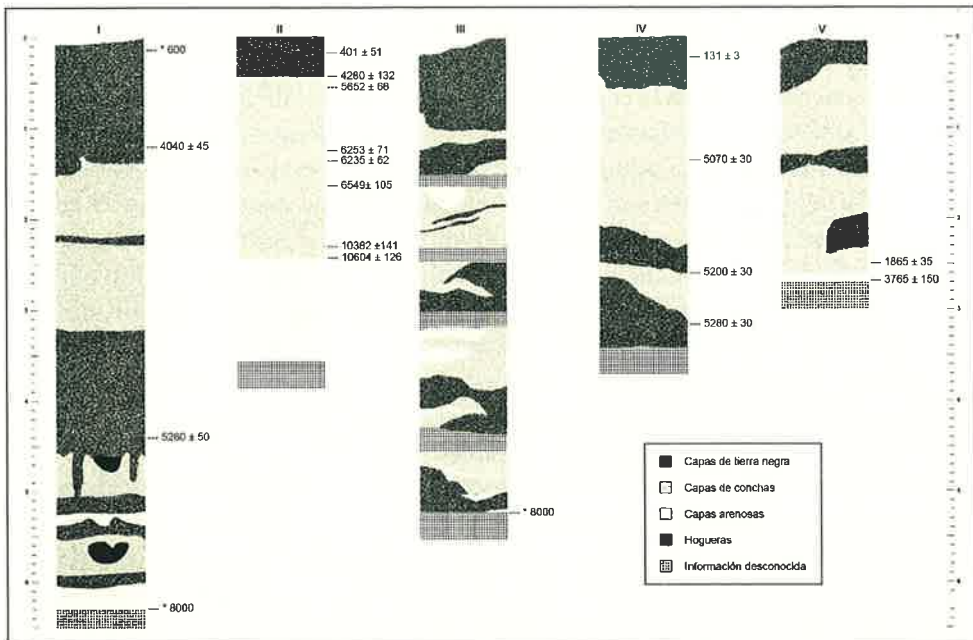 I
II
III
IV
V
* 600
4040 ± 45
5260 ± 50
* 8000
401 ± 51
4260 ± 132
5652 ± 66
6253 ± 71
6235 ± 62
6549± 105
10382 ±141
10604 ± 126
* 8000
131 ± 3
5070 ± 30
5200 ± 30
5280 ± 30
1865 ± 35
3765 ± 150
Capas de tierra negra
Capas de conchas
Capas arenosas
Hogueras
Información desconocida